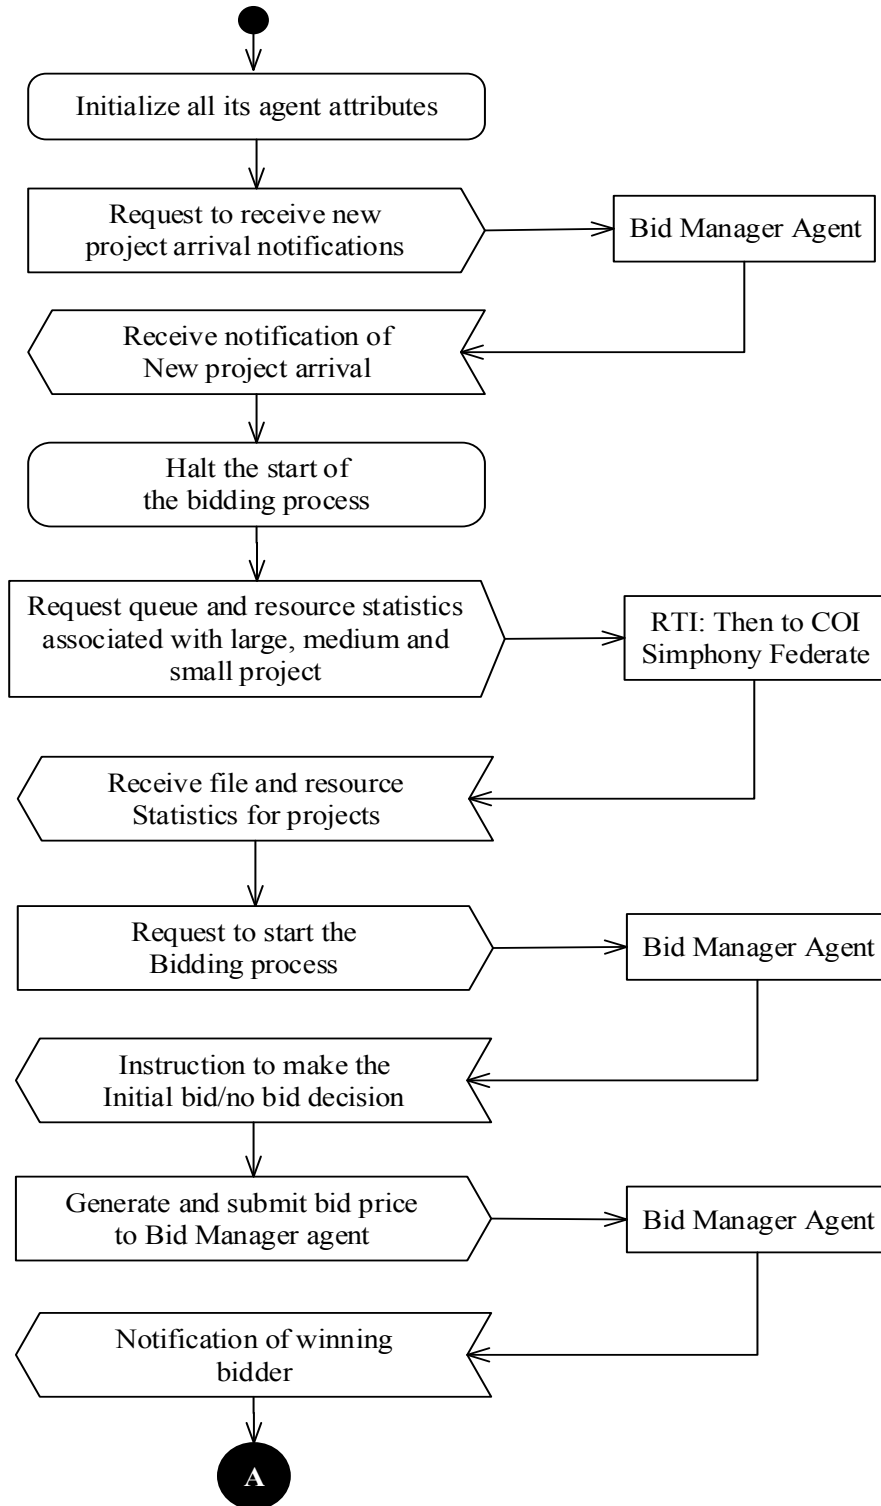 Initialize all its agent attributes
Request to receive new
project arrival notifications
Bid Manager Agent
Receive notification of
New project arrival
Halt the start of
the bidding process
Request queue and resource statistics
associated with large, medium and
small project
RTI: Then to COI
Simphony Federate
Receive file and resource
Statistics for projects
Request to start the
Bidding process
Bid Manager Agent
Instruction to make the
Initial bid/no bid decision
Generate and submit bid price
to Bid Manager agent
Bid Manager Agent
Notification of winning
bidder
A